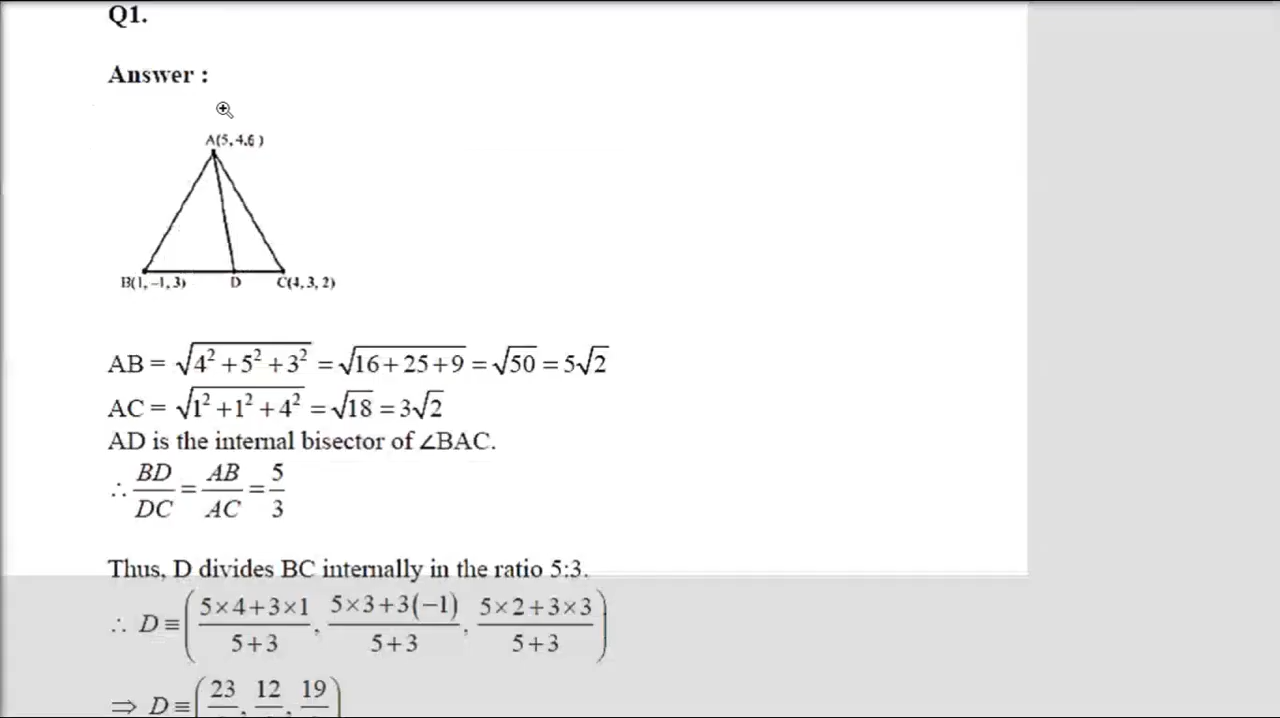 Q1.
Answer :
A(5, 4,6 )
B(1, -1, 3) D C(4, 3, 2)
AB = √(4² + 5² + 3²) = √(16+25+9) = √50 = 5√2
AC = √(1² + 1² + 4²) = √18 = 3√2
AD is the internal bisector of ∠BAC.
∴ BD/DC = AB/AC = 5/3
Thus, D divides BC internally in the ratio 5:3.
∴ D ≡ ((5×4+3×1)/(5+3), (5×3+3(−1))/(5+3), (5×2+3×3)/(5+3))
⇒ D ≡ (23, 12, 19)